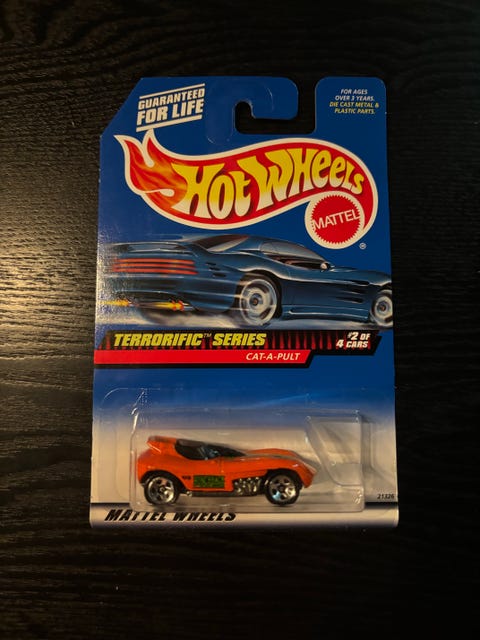 GUARANTEED
FOR LIFE
FOR AGES
OVER 3 YEARS.
DIE CAST METAL &
PLASTIC PARTS.
HOT WHEELS
MATTEL
®
TERRORIFIC™ SERIES
#2 OF
4 CARS
CAT-A-PULT
21326
MATTEL WHEELS